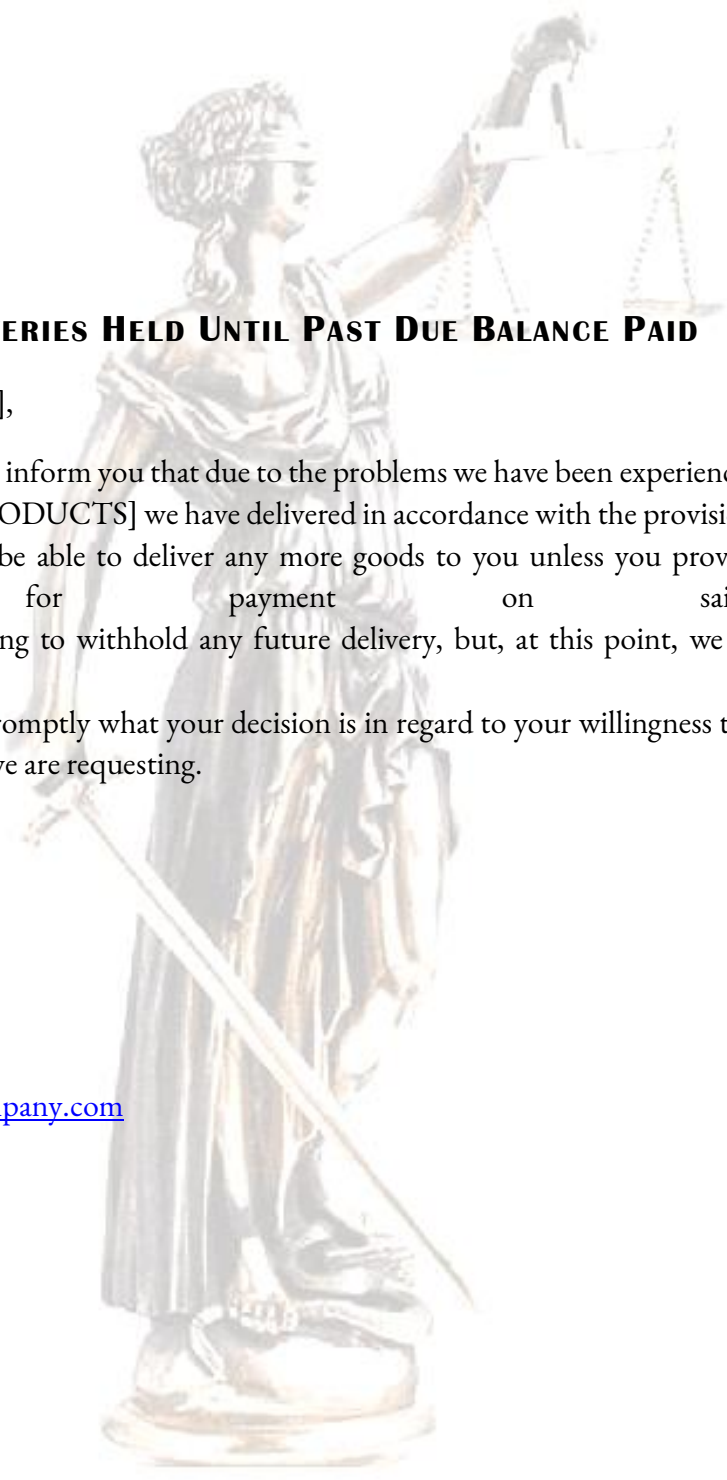 ERIES HELD UNTIL PAST DUE BALANCE PAID
],
inform you that due to the problems we have been experienc
ODUCTS] we have delivered in accordance with the provisi
be able to deliver any more goods to you unless you prov
for payment on sai
ng to withhold any future delivery, but, at this point, we
romptly what your decision is in regard to your willingness t
ve are requesting.
pany.com